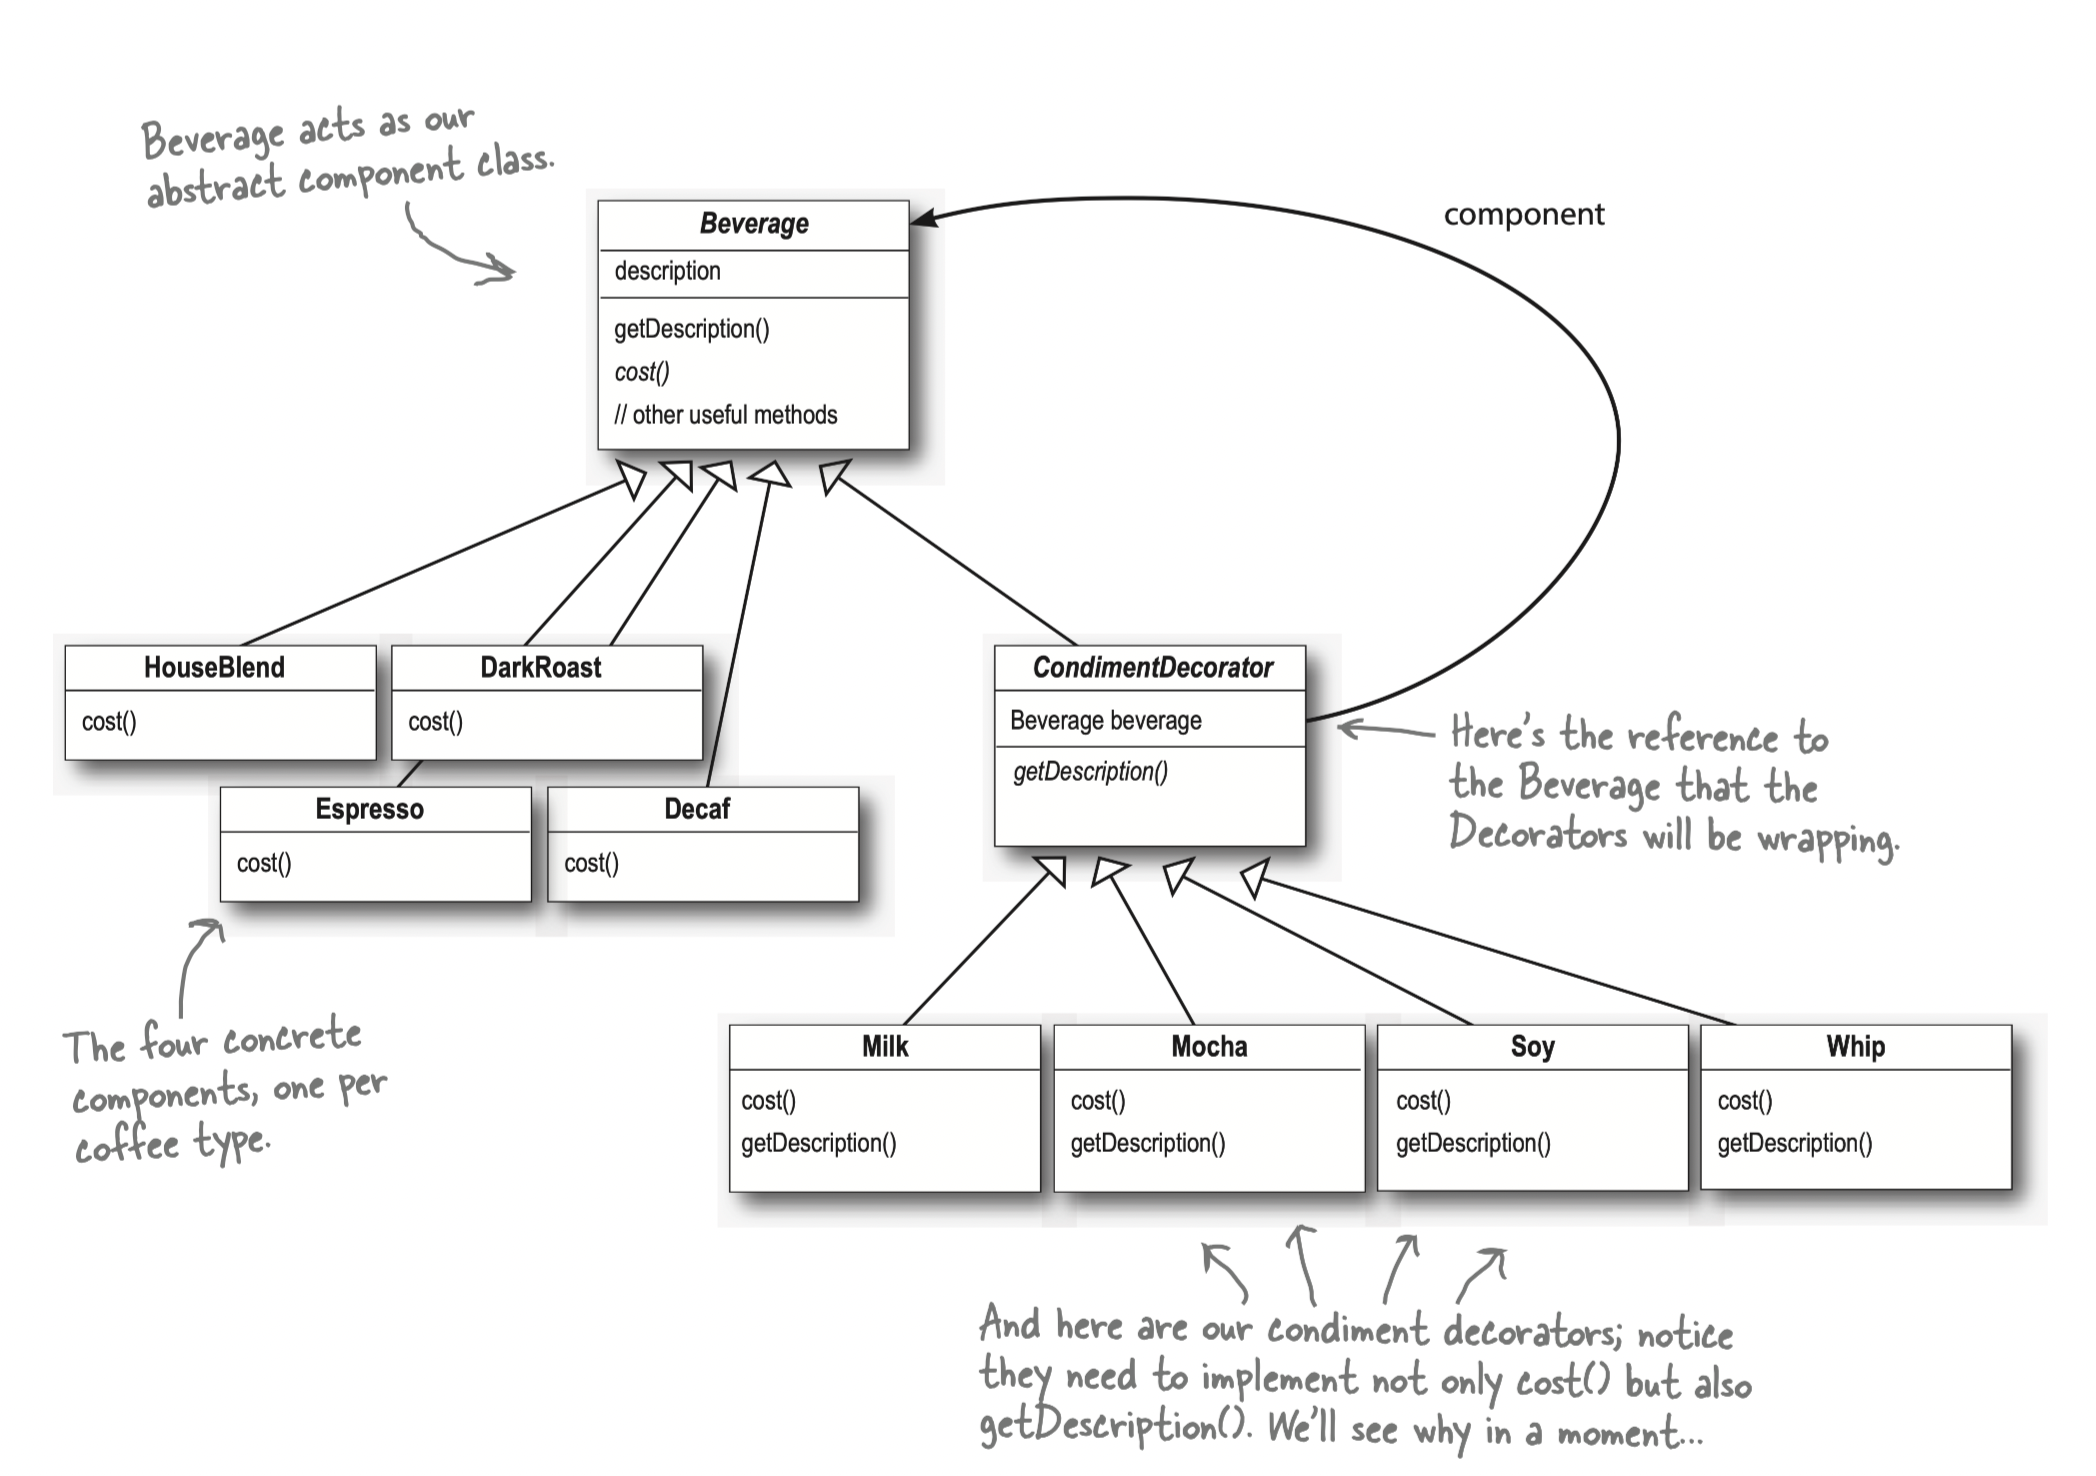 Beverage acts as our
abstract component class.
component
Beverage
description
getDescription()
cost()
// other useful methods
HouseBlend
cost()
DarkRoast
cost()
Espresso
cost()
Decaf
cost()
CondimentDecorator
Beverage beverage
getDescription()
Here's the reference to
the Beverage that the
Decorators will be wrapping.
The four concrete
components, one per
coffee type.
Milk
cost()
getDescription()
Mocha
cost()
getDescription()
Soy
cost()
getDescription()
Whip
cost()
getDescription()
And here are our condiment decorators; notice
they need to implement not only cost() but also
getDescription(). We'll see why in a moment...